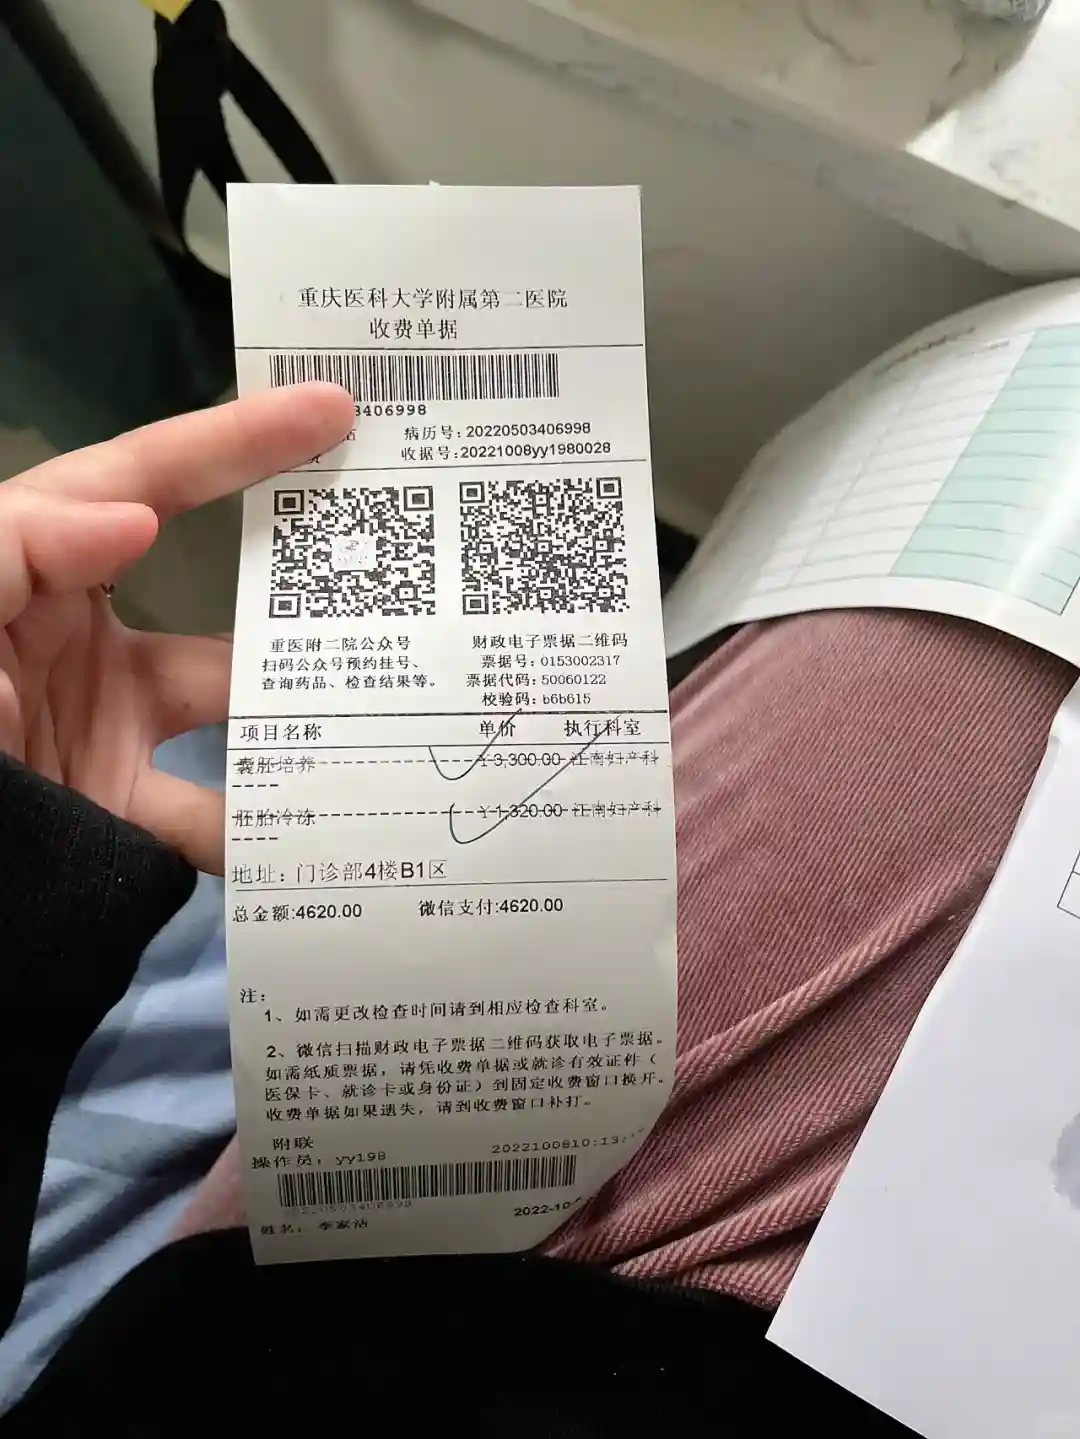 重庆医科大学附属第二医院
收费单据
3406998
病历号:20220503406998
收据号:20221008yy1980028
重医附二院公众号
扫码公众号预约挂号、
查询药品、检查结果等。
财政电子票据二维码
票据号:0153002317
票据代码:50060122
校验码:b6b615
项目名称 单价 执行科室
囊胚培养 ¥3,300.00 江南妇产科
胚胎冷冻 ¥1,320.00 江南妇产科
地址：门诊部4楼B1区
总金额:4620.00 微信支付:4620.00
注：
1、如需更改检查时间请到相应检查科室。
2、微信扫描财政电子票据二维码获取电子票据。
如需纸质票据，请凭收费单据或就诊有效证件（
医保卡、就诊卡或身份证）到固定收费窗口换开。
收费单据如果遗失，请到收费窗口补打。
附联
操作员：yy198 2022100810:13:
2022-10
姓名：李家洁